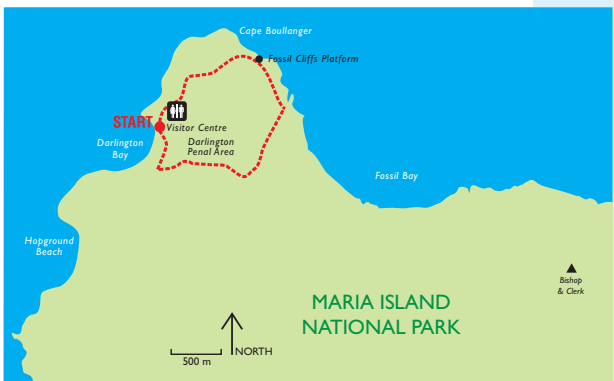 Cape Boullanger
Fossil Cliffs Platform
START
Visitor Centre
Darlington
Bay
Darlington
Penal Area
Fossil Bay
Hopground
Beach
Bishop
& Clerk
MARIA ISLAND
NATIONAL PARK
NORTH
500 m